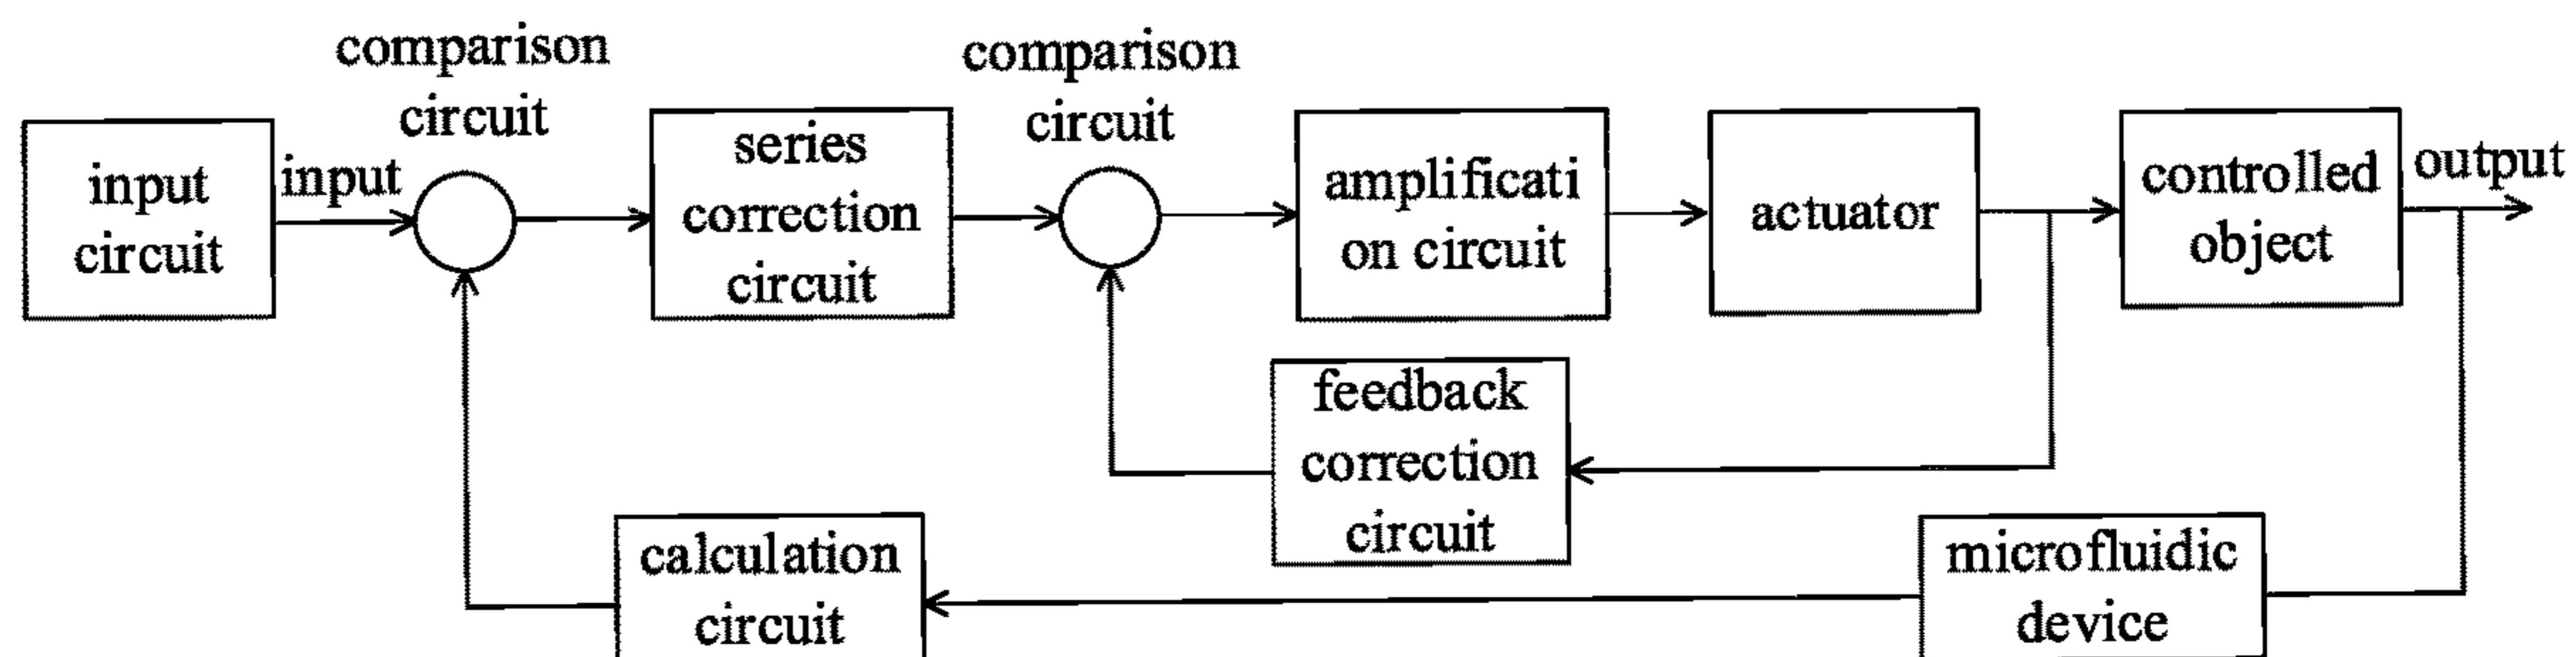 comparison
circuit
comparison
circuit
input
circuit
input
series
correction
circuit
amplificati
on circuit
actuator
controlled
object
output
feedback
correction
circuit
calculation
circuit
microfluidic
device